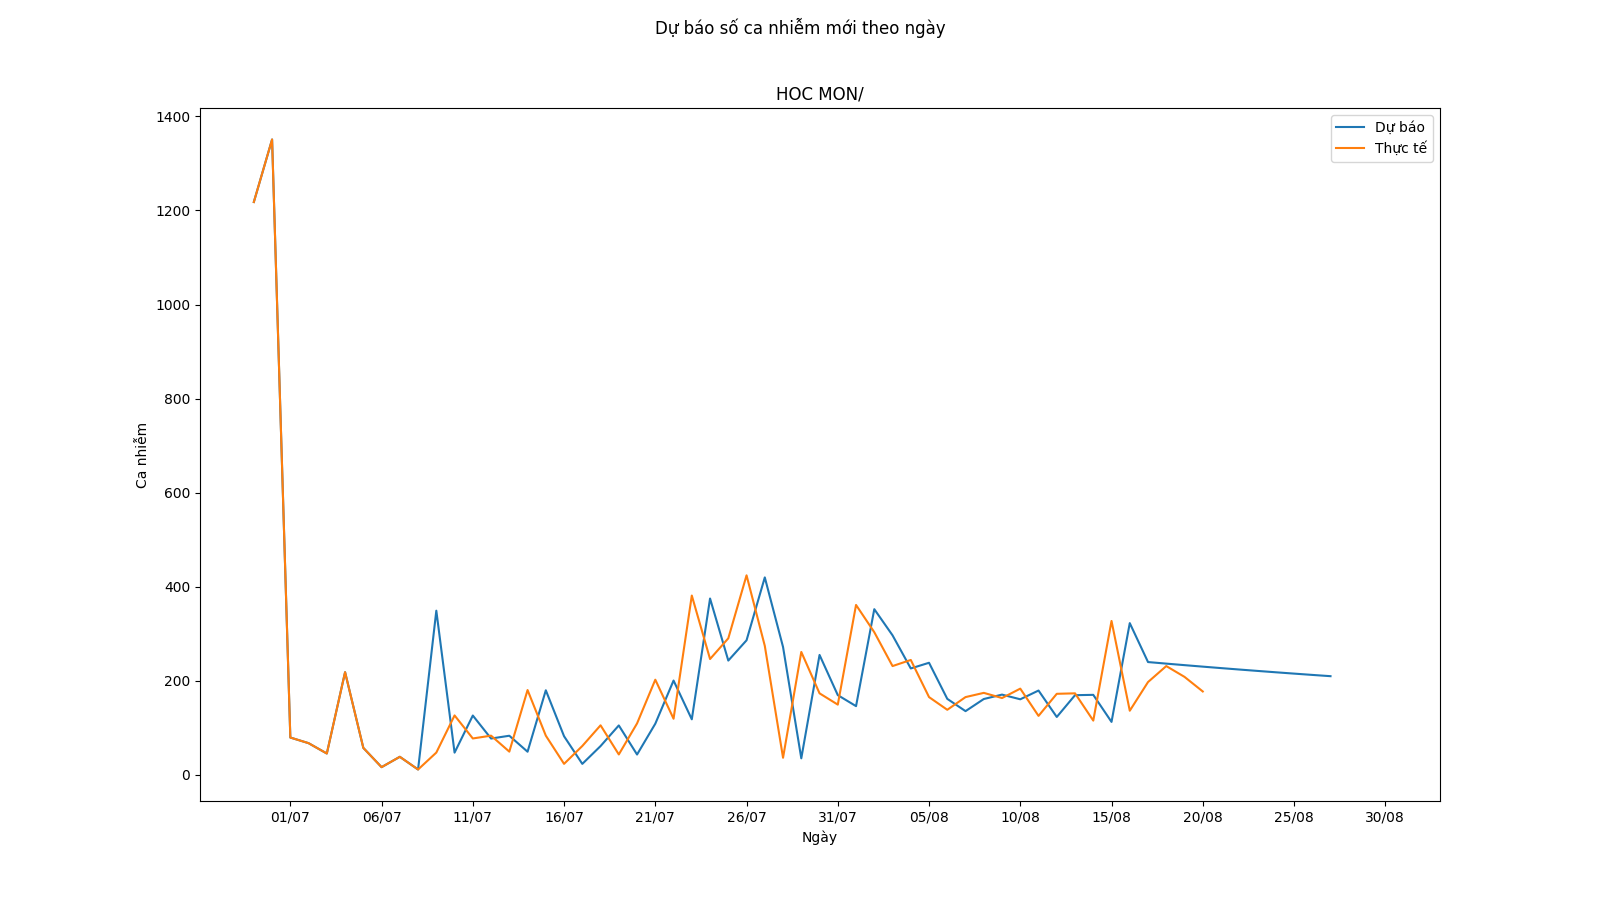 Dự báo số ca nhiễm mới theo ngày
HOC MON/
Dự báo
Thực tế
1400
1200
1000
800
600
400
200
0
Ca nhiễm
01/07 06/07 11/07 16/07 21/07 26/07 31/07 05/08 10/08 15/08 20/08 25/08 30/08
Ngày